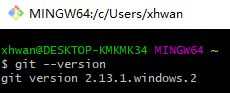 MINGW64:/c/Users/xhwan
xhwan@DESKTOP-KMKMK34 MINGW64 ~
$ git --version
git version 2.13.1.windows.2